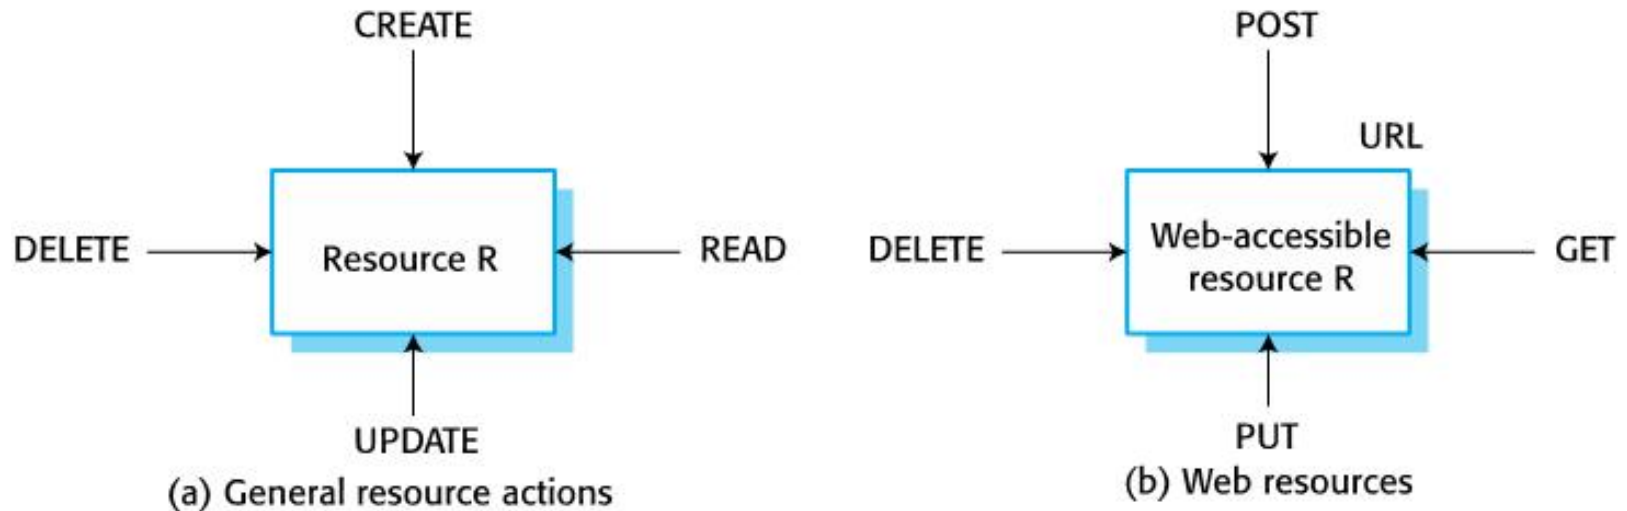 CREATE
DELETE
Resource R
READ
UPDATE
(a) General resource actions
POST
URL
DELETE
Web-accessible
resource R
GET
PUT
(b) Web resources